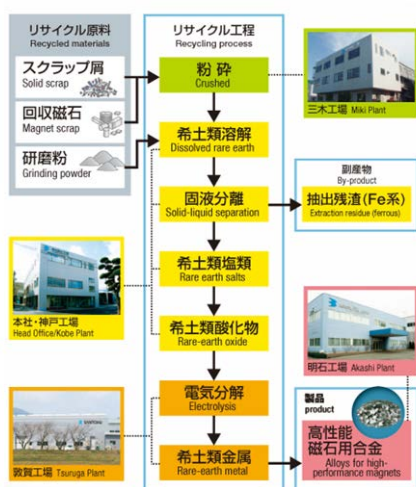 リサイクル原料
Recycled materials
スクラップ屑
Solid scrap
回収磁石
Magnet scrap
研磨粉
Grinding powder
リサイクル工程
Recycling process
粉砕
Crushed
三木工場 Miki Plant
希土類溶解
Dissolved rare earth
固液分離
Solid-liquid separation
副産物
By-product
抽出残渣(Fe系)
Extraction residue (ferrous)
希土類塩類
Rare earth salts
本社・神戸工場
Head Office/Kobe Plant
希土類酸化物
Rare-earth oxide
明石工場 Akashi Plant
電気分解
Electrolysis
敦賀工場 Tsuruga Plant
希土類金属
Rare-earth metal
製品
product
高性能
磁石用合金
Alloys for high-
performance magnets